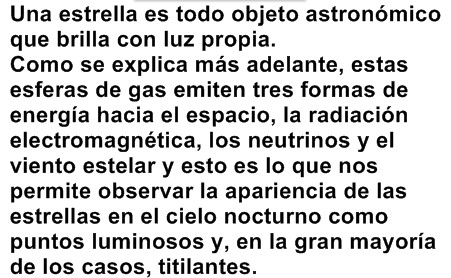 Una estrella es todo objeto astronómico
que brilla con luz propia.
Como se explica más adelante, estas
esferas de gas emiten tres formas de
energía hacia el espacio, la radiación
electromagnética, los neutrinos y el
viento estelar y esto es lo que nos
permite observar la apariencia de las
estrellas en el cielo nocturno como
puntos luminosos y, en la gran mayoría
de los casos, titilantes.